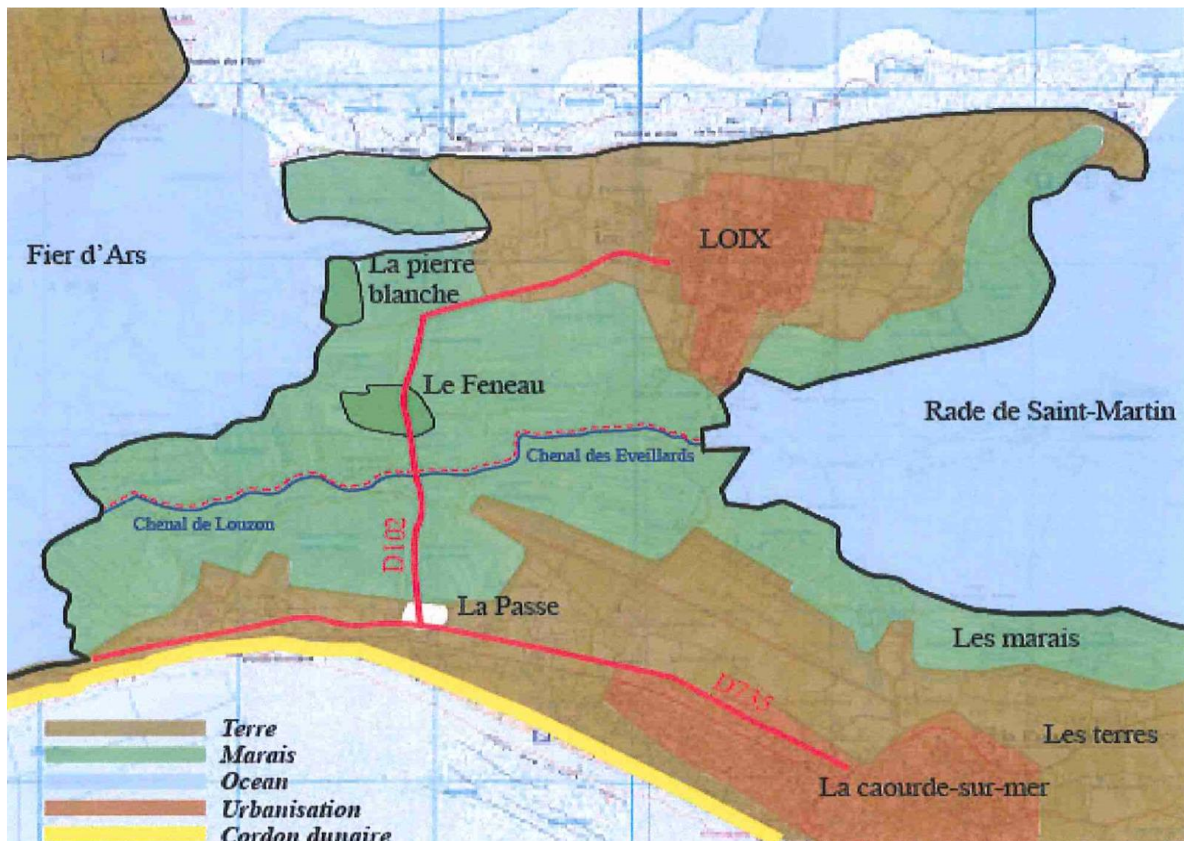 LOIX
Fier d'Ars
La pierre
blanche
Le Feneau
Rade de Saint-Martin
Chenal des Eveillards
Chenal de Louzon
D102
La Passe
Les marais
D735
Les terres
La caourde-sur-mer
Terre
Marais
Ocean
Urbanisation
Cordon dunaire